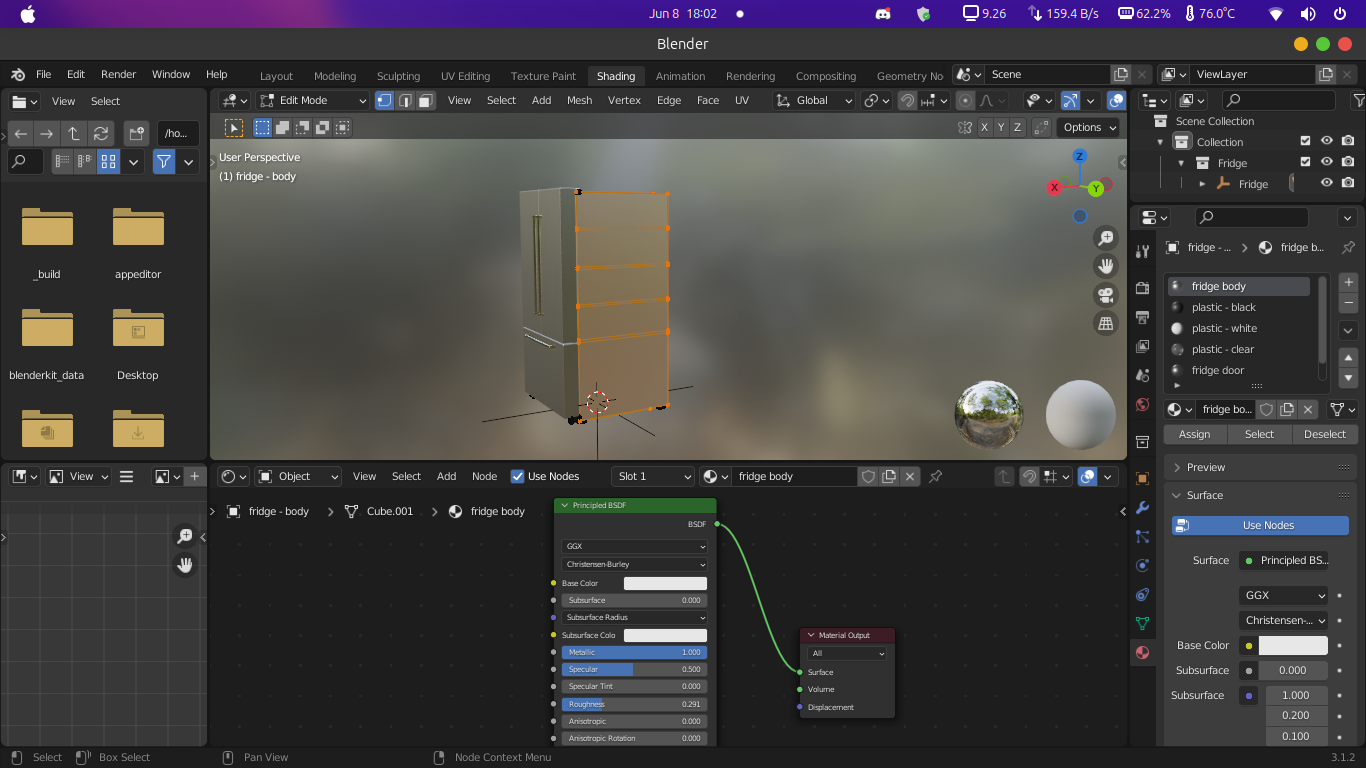 Jun 8 18:02
9.26
159.4 B/s
62.2%
76.0°C
Blender
File Edit Render Window Help
Layout Modeling Sculpting UV Editing Texture Paint Shading Animation Rendering Compositing Geometry No
Scene
ViewLayer
View Select
/ho...
_build
appeditor
blenderkit_data
Desktop
Edit Mode
View Select Add Mesh Vertex Edge Face UV
Global
X Y Z
Options
User Perspective
(1) fridge - body
Z
X
Y
Scene Collection
Collection
Fridge
Fridge
fridge - ...
fridge b...
fridge body
plastic - black
plastic - white
plastic - clear
fridge door
fridge bo...
Assign
Select
Deselect
Preview
Surface
Use Nodes
Surface
Principled BS...
GGX
Christensen-...
Base Color
Subsurface
0.000
Subsurface
1.000
0.200
0.100
View
Object
View Select Add Node
Use Nodes
Slot 1
fridge body
fridge - body
Cube.001
fridge body
Principled BSDF
BSDF
GGX
Christensen-Burley
Base Color
Subsurface 0.000
Subsurface Radius
Subsurface Colo
Metallic 1.000
Specular 0.500
Specular Tint 0.000
Roughness 0.291
Anisotropic 0.000
Anisotropic Rotation 0.000
Material Output
All
Surface
Volume
Displacement
Select
Box Select
Pan View
Node Context Menu
3.1.2